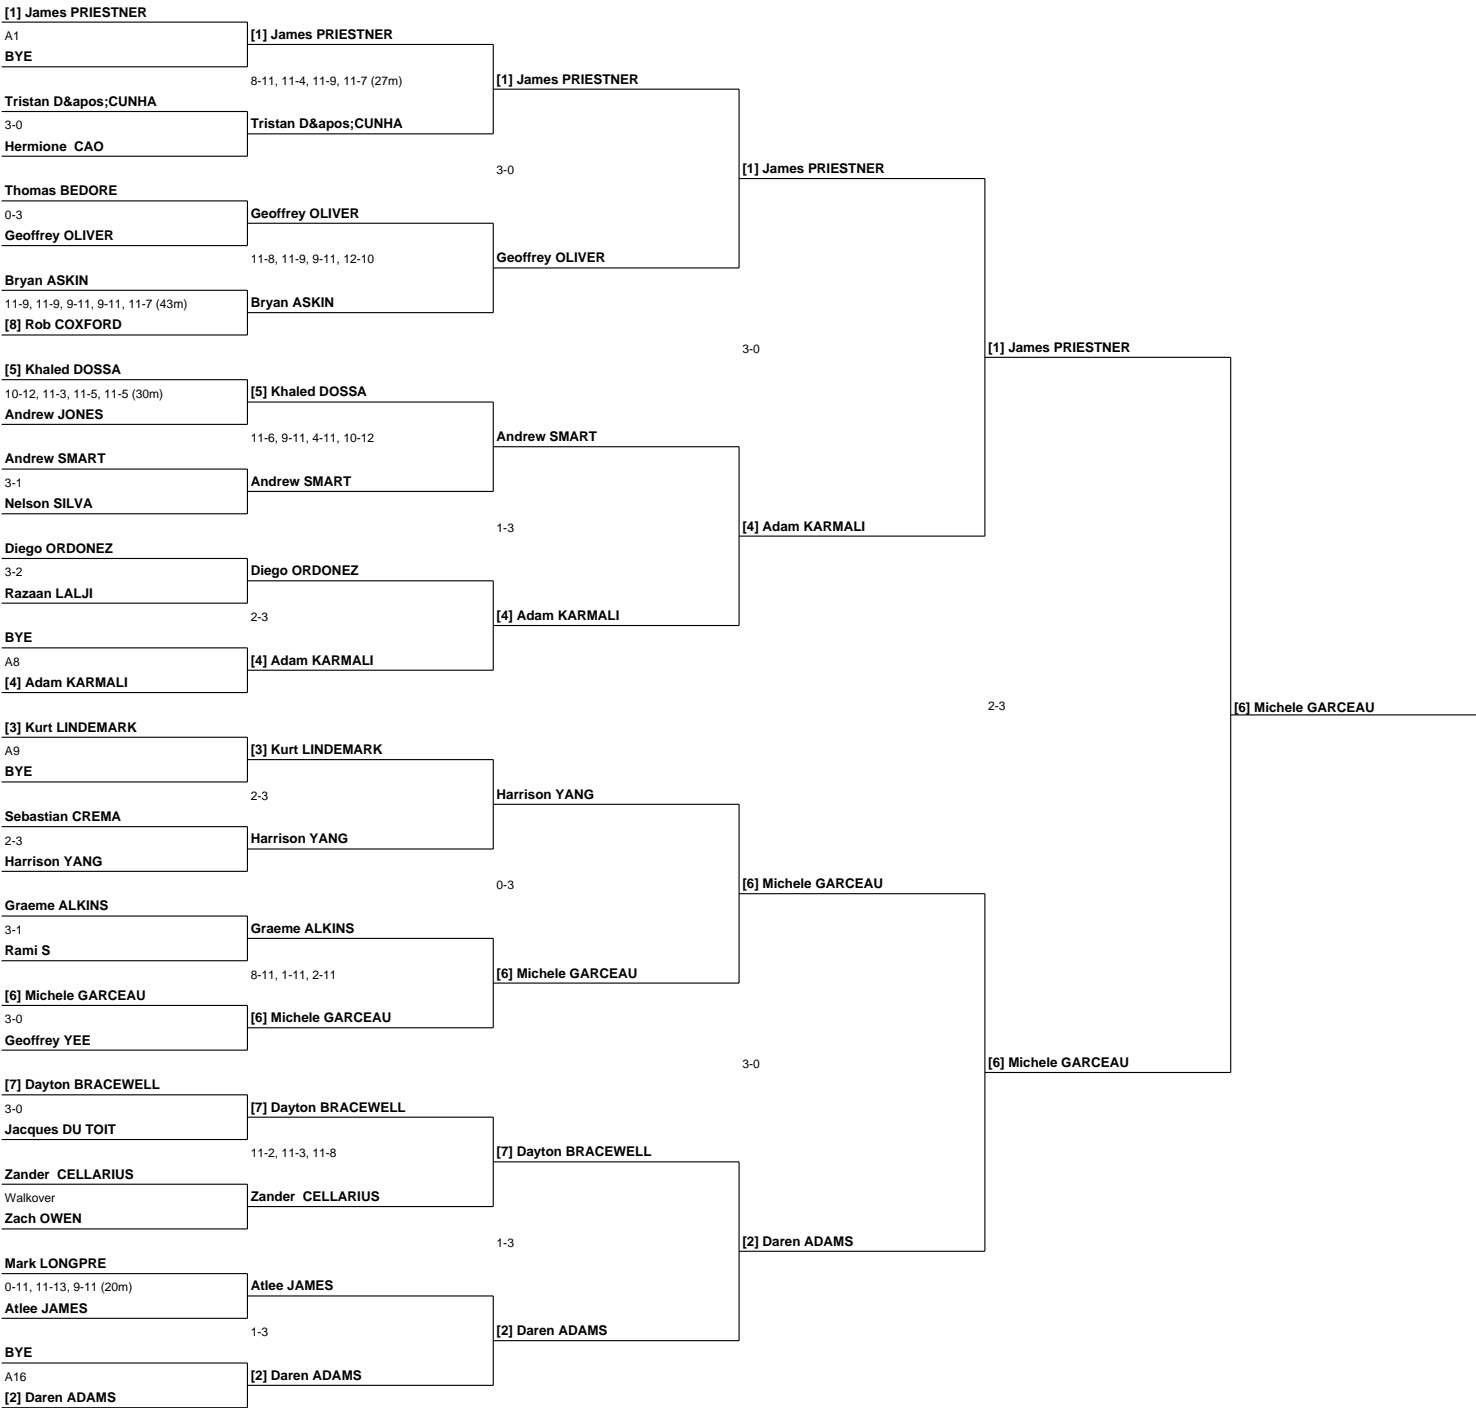 [1] James PRIESTNER
A1
BYE
Tristan D&apos;CUNHA
3-0
Hermione  CAO
Thomas BEDORE
0-3
Geoffrey OLIVER
Bryan ASKIN
11-9, 11-9, 9-11, 9-11, 11-7 (43m)
[8] Rob COXFORD
[5] Khaled DOSSA
10-12, 11-3, 11-5, 11-5 (30m)
Andrew JONES
Andrew SMART
3-1
Nelson SILVA
Diego ORDONEZ
3-2
Razaan LALJI
BYE
A8
[4] Adam KARMALI
[3] Kurt LINDEMARK
A9
BYE
Sebastian CREMA
2-3
Harrison YANG
Graeme ALKINS
3-1
Rami S
[6] Michele GARCEAU
3-0
Geoffrey YEE
[7] Dayton BRACEWELL
3-0
Jacques DU TOIT
Zander  CELLARIUS
Walkover
Zach OWEN
Mark LONGPRE
0-11, 11-13, 9-11 (20m)
Atlee JAMES
BYE
A16
[2] Daren ADAMS
[1] James PRIESTNER
8-11, 11-4, 11-9, 11-7 (27m)
Tristan D&apos;CUNHA
Geoffrey OLIVER
11-8, 11-9, 9-11, 12-10
Bryan ASKIN
[5] Khaled DOSSA
11-6, 9-11, 4-11, 10-12
Andrew SMART
Diego ORDONEZ
2-3
[4] Adam KARMALI
[3] Kurt LINDEMARK
2-3
Harrison YANG
Graeme ALKINS
8-11, 1-11, 2-11
[6] Michele GARCEAU
[7] Dayton BRACEWELL
11-2, 11-3, 11-8
Zander  CELLARIUS
Atlee JAMES
1-3
[2] Daren ADAMS
[1] James PRIESTNER
3-0
Geoffrey OLIVER
Andrew SMART
1-3
[4] Adam KARMALI
Harrison YANG
0-3
[6] Michele GARCEAU
[7] Dayton BRACEWELL
1-3
[2] Daren ADAMS
[1] James PRIESTNER
3-0
[4] Adam KARMALI
[6] Michele GARCEAU
3-0
[2] Daren ADAMS
[1] James PRIESTNER
2-3
[6] Michele GARCEAU
[6] Michele GARCEAU